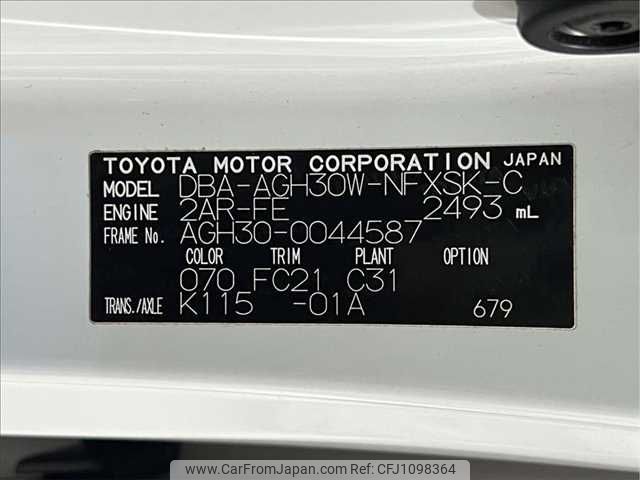 TOYOTA MOTOR CORPORATION JAPAN
MODEL DBA-AGH30W-NFXSK-C
ENGINE 2AR-FE 2493 mL
FRAME No. AGH30-0044587
COLOR TRIM PLANT OPTION
070 FC21 C31
TRANS./AXLE K115 -01A 679
www.CarFromJapan.com - ID:CFJ1098364